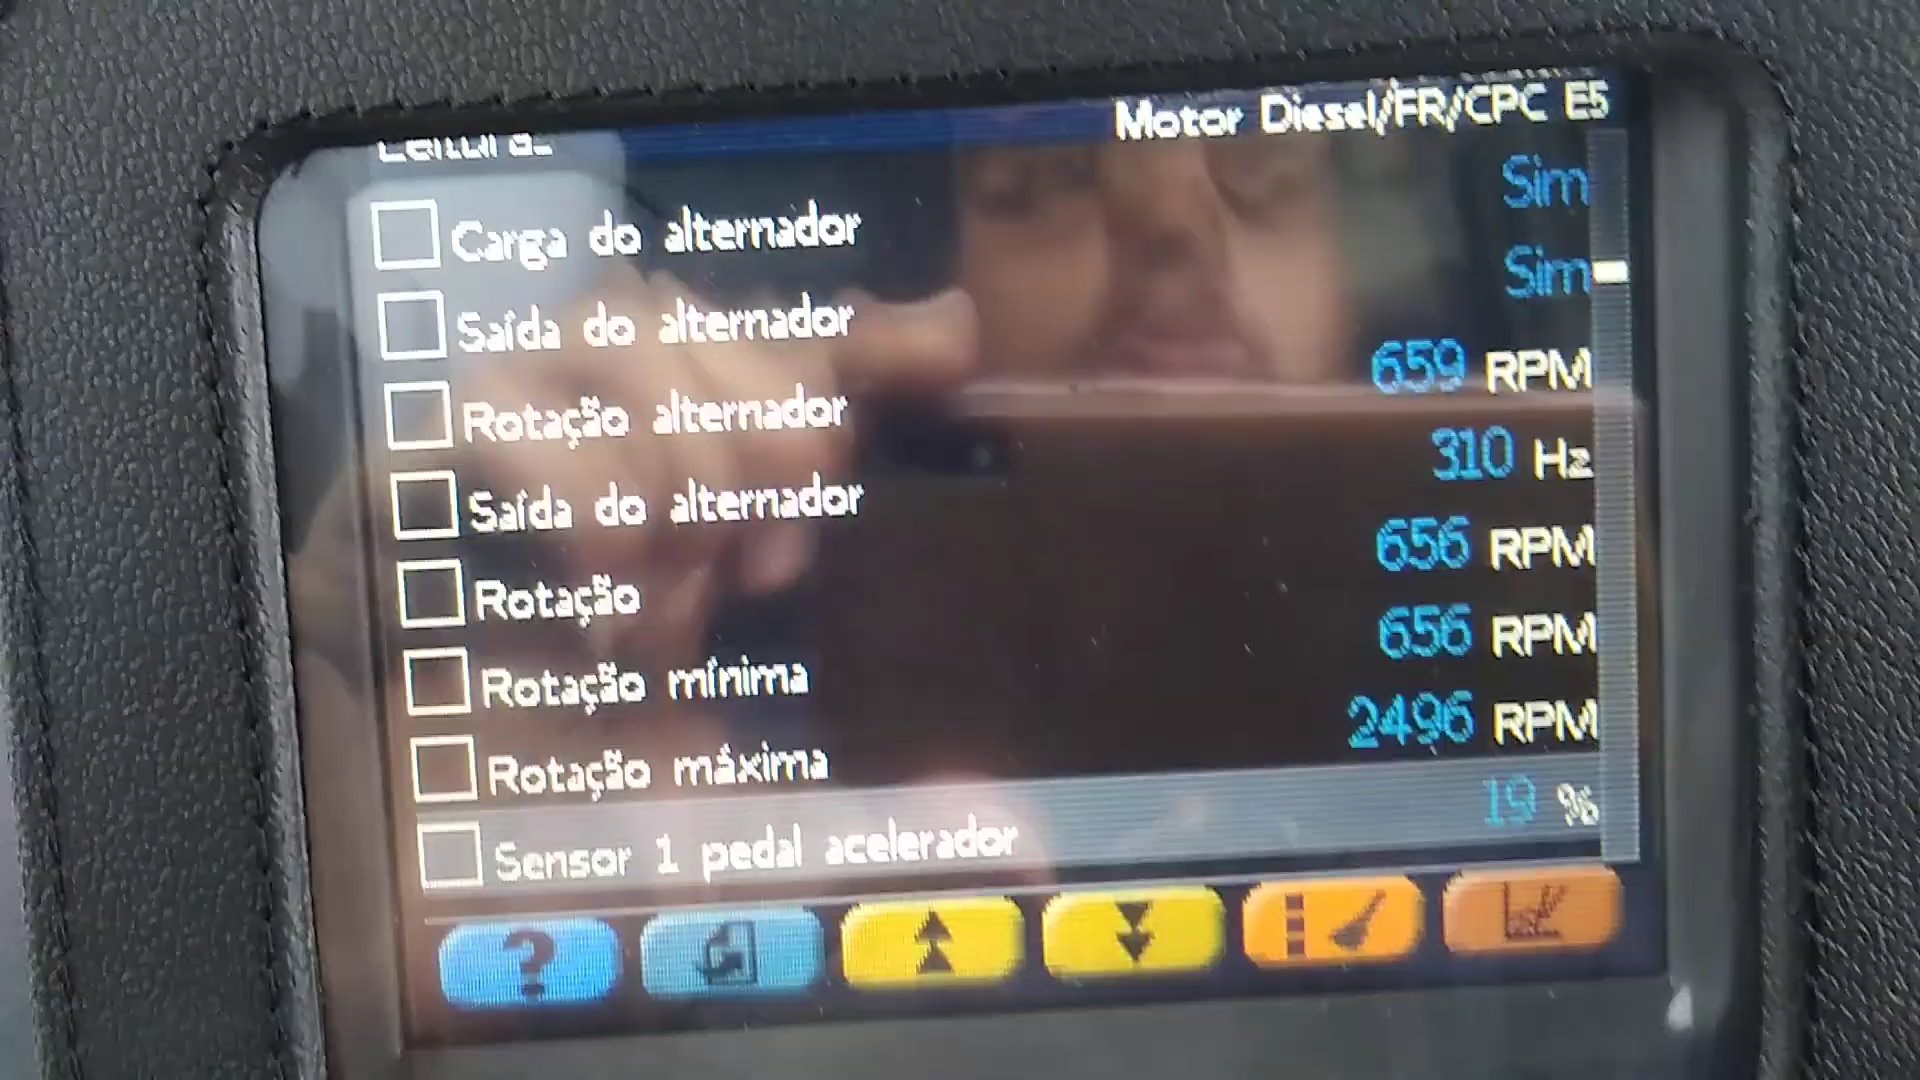 Leituras
Motor Diesel/FR/CPC E5
Carga do alternador Sim
Saída do alternador Sim
Rotação alternador 659 RPM
Saída do alternador 310 Hz
Rotação 656 RPM
Rotação mínima 656 RPM
Rotação máxima 2496 RPM
Sensor 1 pedal acelerador 19 %
?